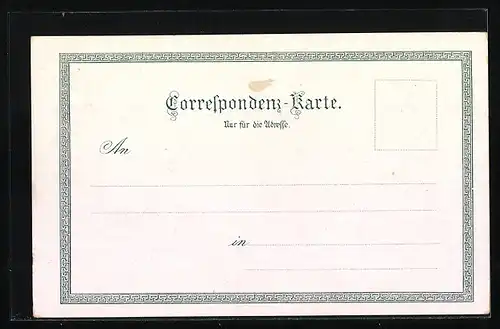 Correſpondenz-Karte.
Nur für die Adreſſe.
An
in